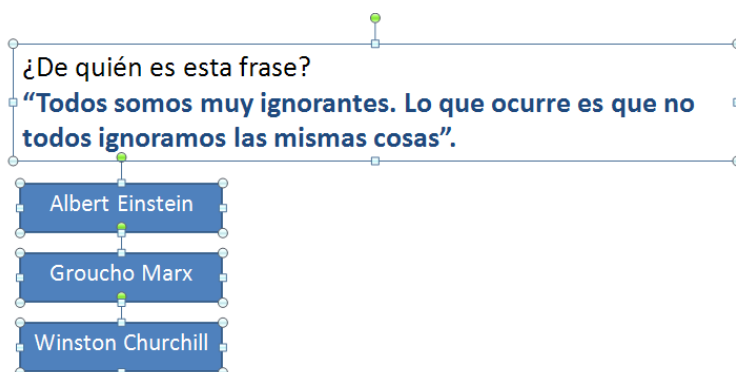 ¿De quién es esta frase?
“Todos somos muy ignorantes. Lo que ocurre es que no
todos ignoramos las mismas cosas”.
Albert Einstein
Groucho Marx
Winston Churchill